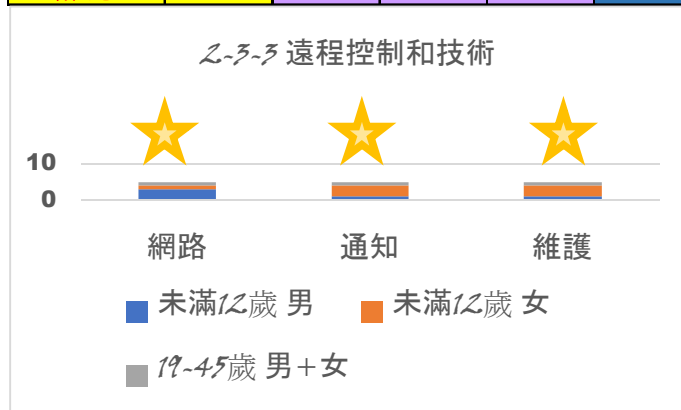 2-3-3 遠程控制和技術
10
0
網路 通知 維護
未滿12歲 男 未滿12歲 女
19-45歲 男+女